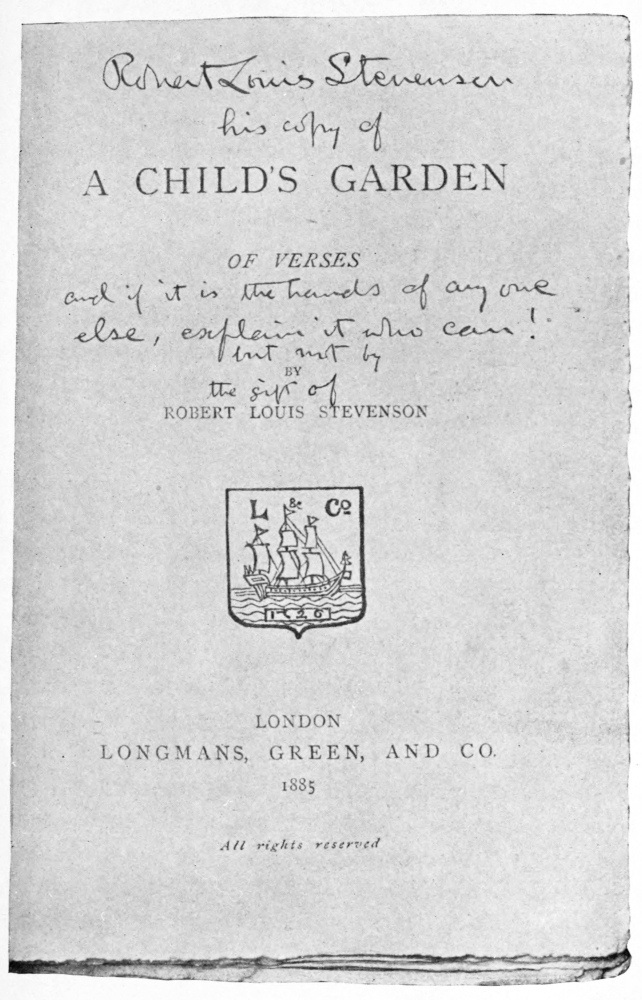 Robert Louis Stevenson
his copy of
A CHILD'S GARDEN
OF VERSES
and if it is the hands of any one
else, explain it who can!
but not by
BY
the gift of
ROBERT LOUIS STEVENSON
L & Co
LONDON
LONGMANS, GREEN, AND CO.
1885
All rights reserved